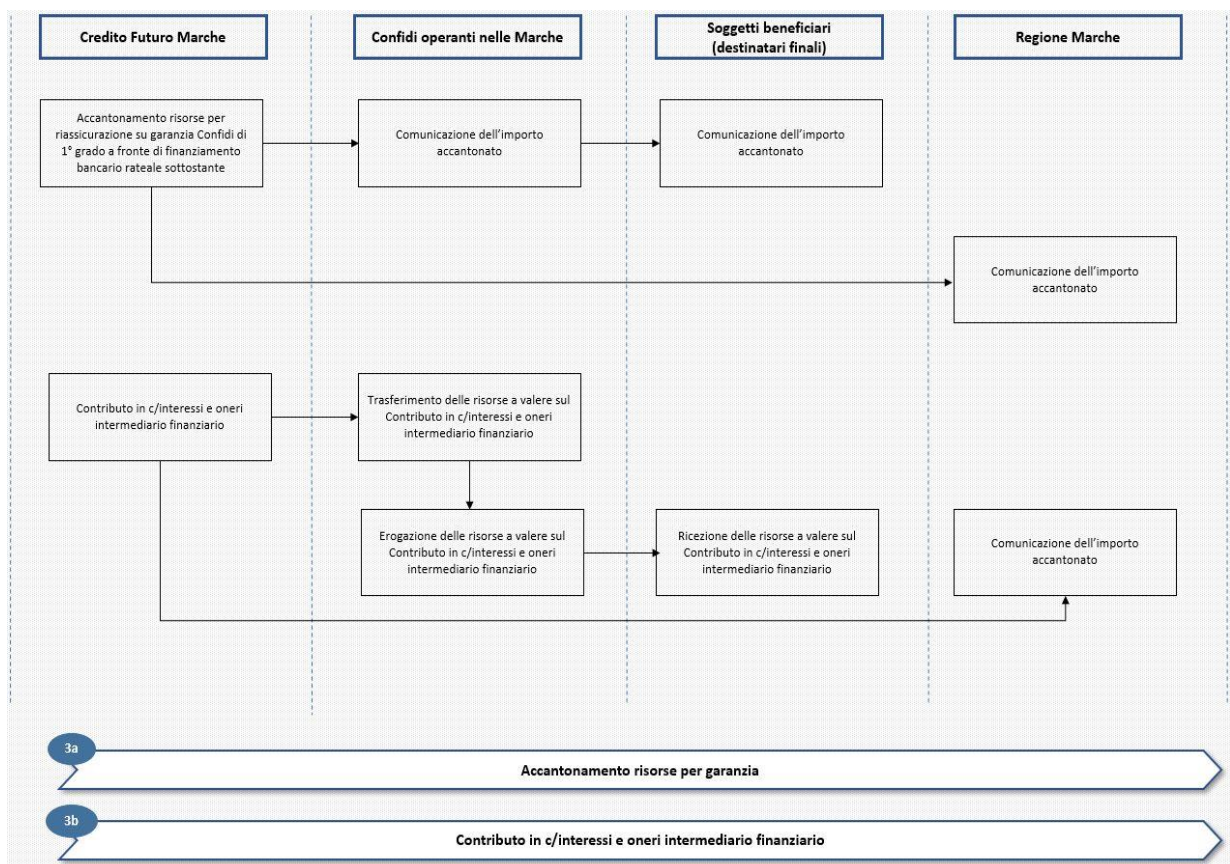 Credito Futuro Marche
Confidi operanti nelle Marche
Soggetti beneficiari
(destinatari finali)
Regione Marche
Accantonamento risorse per
riassicurazione su garanzia Confidi di
1° grado a fronte di finanziamento
bancario rateale sottostante
Comunicazione dell'importo
accantonato
Comunicazione dell'importo
accantonato
Comunicazione dell'importo
accantonato
Contributo in c/interessi e oneri
intermediario finanziario
Trasferimento delle risorse a valere sul
Contributo in c/interessi e oneri
intermediario finanziario
Erogazione delle risorse a valere sul
Contributo in c/interessi e oneri
intermediario finanziario
Ricezione delle risorse a valere sul
Contributo in c/interessi e oneri
intermediario finanziario
Comunicazione dell'importo
accantonato
3a
Accantonamento risorse per garanzia
3b
Contributo in c/interessi e oneri intermediario finanziario